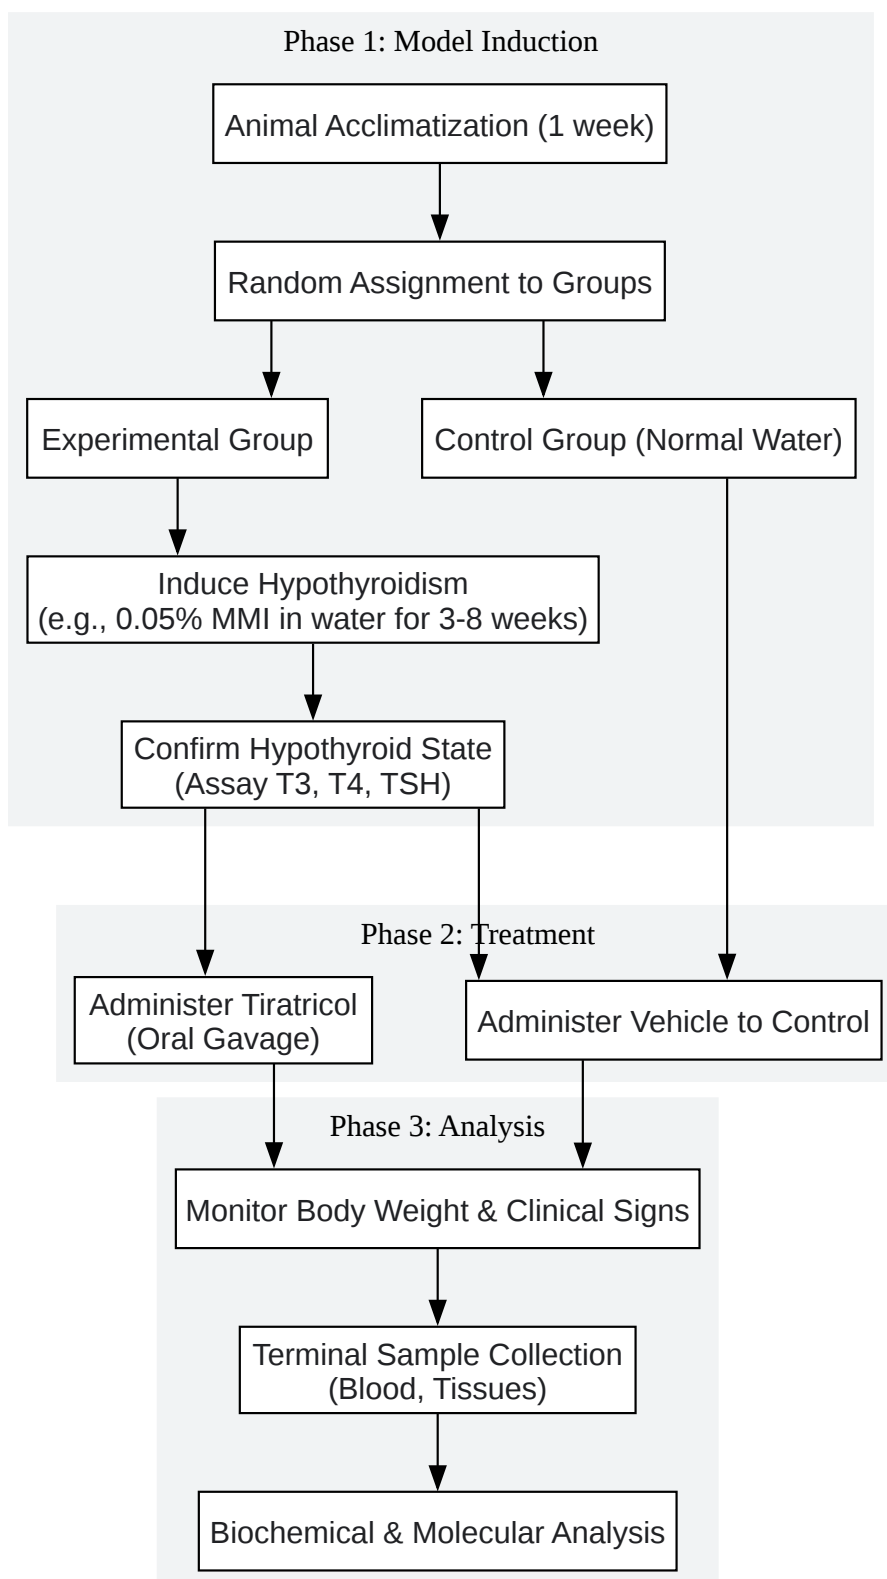 Phase 1: Model Induction
Animal Acclimatization (1 week)
Random Assignment to Groups
Experimental Group
Control Group (Normal Water)
Induce Hypothyroidism
(e.g., 0.05% MMI in water for 3-8 weeks)
Confirm Hypothyroid State
(Assay T3, T4, TSH)
Phase 2: Treatment
Administer Tiratricol
(Oral Gavage)
Administer Vehicle to Control
Phase 3: Analysis
Monitor Body Weight & Clinical Signs
Terminal Sample Collection
(Blood, Tissues)
Biochemical & Molecular Analysis